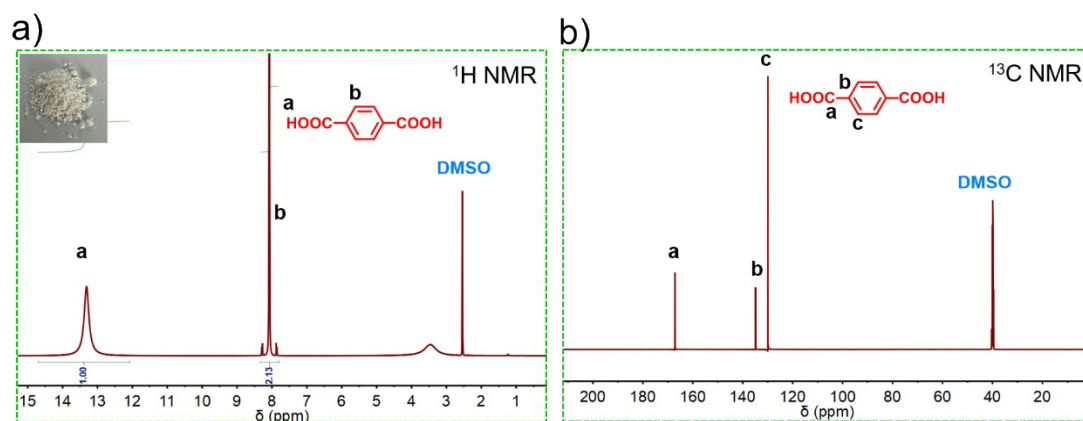 a)
¹H NMR
a
b
HOOC
COOH
DMSO
b
a
1.00
2.13
15 14 13 12 11 10 9 8 7 6 5 4 3 2 1
δ (ppm)
b)
¹³C NMR
c
b
HOOC
COOH
a
c
DMSO
a
b
200 180 160 140 120 100 80 60 40 20
δ (ppm)